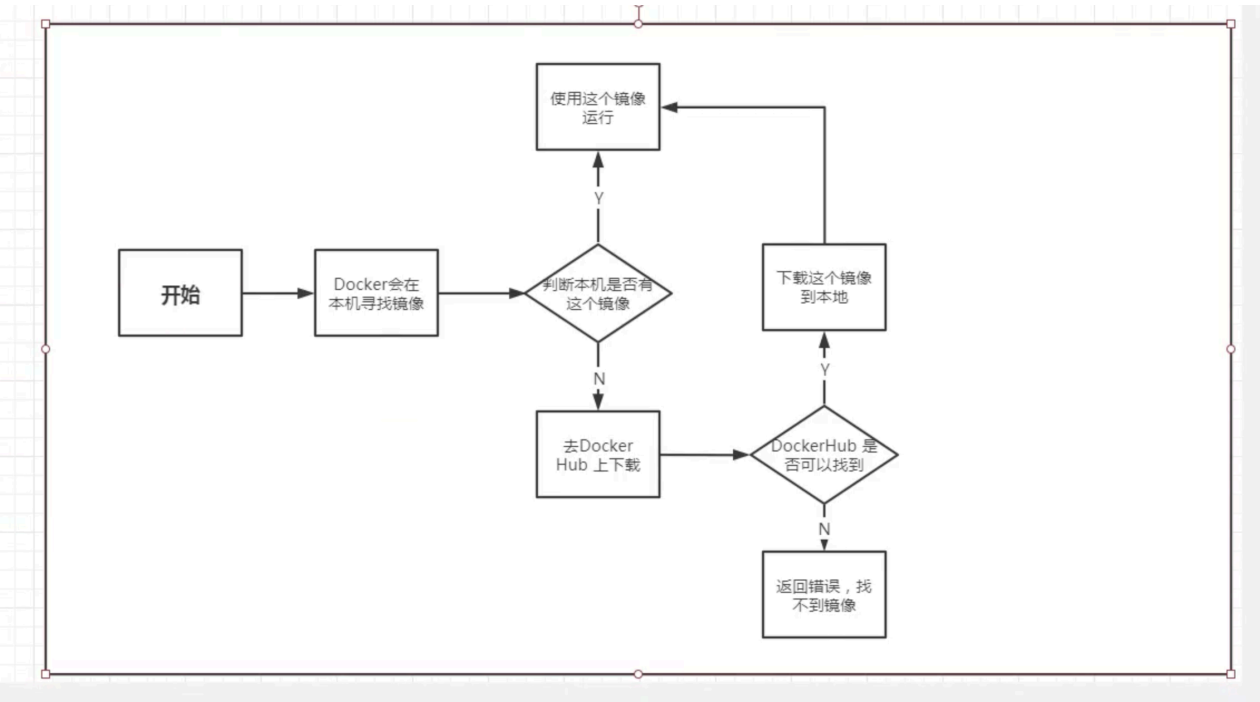 使用这个镜像
运行
Y
开始
Docker会在
本机寻找镜像
判断本机是否有
这个镜像
下载这个镜像
到本地
N
Y
去Docker
Hub 上下载
DockerHub 是
否可以找到
N
返回错误，找
不到镜像